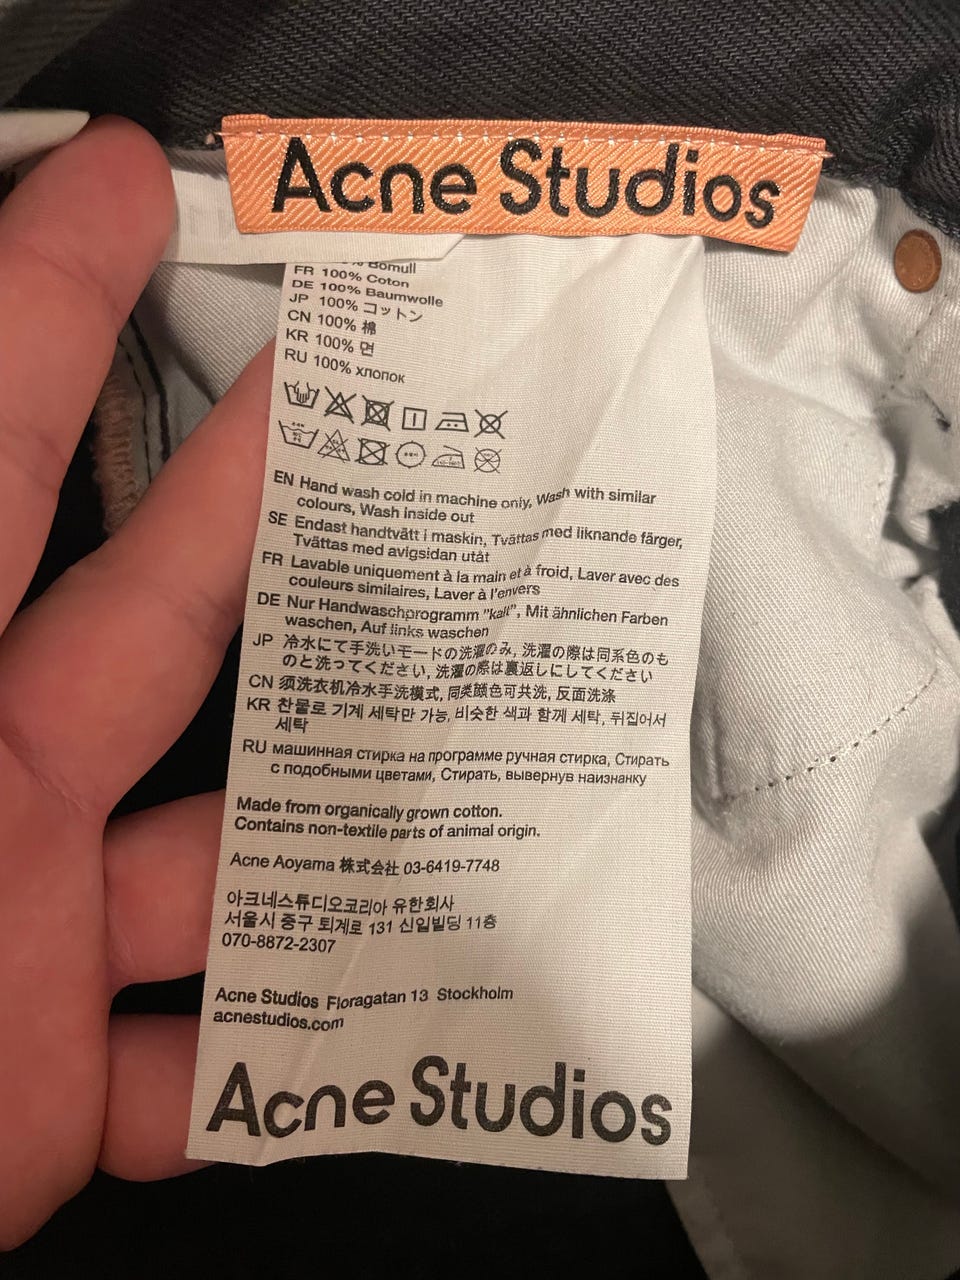 Acne Studios
% Bomull
FR 100% Coton
DE 100% Baumwolle
JP 100% コットン
CN 100% 棉
KR 100% 면
RU 100% хлопок
EN Hand wash cold in machine only, Wash with similar
colours, Wash inside out
SE Endast handtvätt i maskin, Tvättas med liknande färger,
Tvättas med avigsidan utåt
FR Lavable uniquement à la main et à froid, Laver avec des
couleurs similaires, Laver à l'envers
DE Nur Handwaschprogramm "kalt", Mit ähnlichen Farben
waschen, Auf links waschen
JP 冷水にて手洗いモードの洗濯のみ, 洗濯の際は同系色のも
のと洗ってください, 洗濯の際は裏返しにしてください
CN 须洗衣机冷水手洗模式, 同类颜色可共洗, 反面洗涤
KR 찬물로 기계 세탁만 가능, 비슷한 색과 함께 세탁, 뒤집어서
세탁
RU машинная стирка на программе ручная стирка, Стирать
с подобными цветами, Стирать, вывернув наизнанку
Made from organically grown cotton.
Contains non-textile parts of animal origin.
Acne Aoyama 株式会社 03-6419-7748
아크네스튜디오코리아 유한회사
서울시 중구 퇴계로 131 신일빌딩 11층
070-8872-2307
Acne Studios Floragatan 13 Stockholm
acnestudios.com
Acne Studios